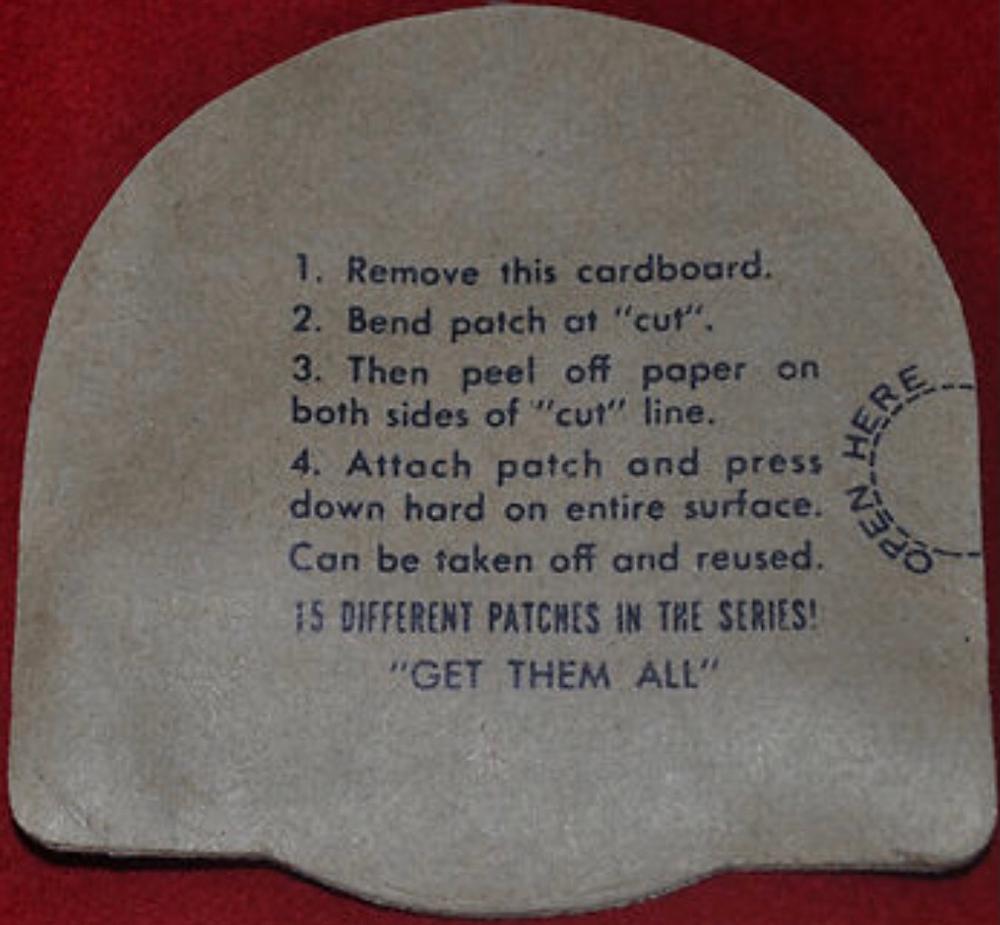 1. Remove this cardboard.
2. Bend patch at "cut".
3. Then peel off paper on
both sides of "cut" line.
4. Attach patch and press
down hard on entire surface.
Can be taken off and reused.
15 DIFFERENT PATCHES IN THE SERIES!
"GET THEM ALL"
OPEN HERE